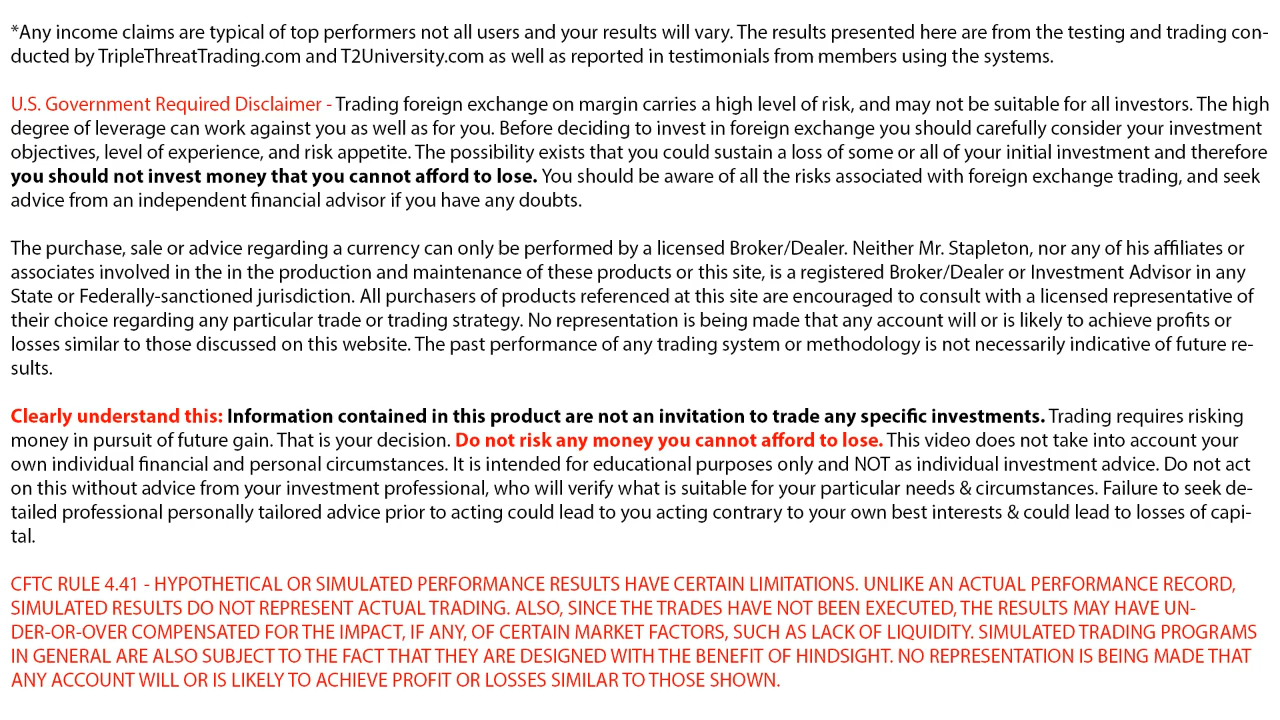 *Any income claims are typical of top performers not all users and your results will vary. The results presented here are from the testing and trading con-
ducted by TripleThreatTrading.com and T2University.com as well as reported in testimonials from members using the systems.
U.S. Government Required Disclaimer - Trading foreign exchange on margin carries a high level of risk, and may not be suitable for all investors. The high
degree of leverage can work against you as well as for you. Before deciding to invest in foreign exchange you should carefully consider your investment
objectives, level of experience, and risk appetite. The possibility exists that you could sustain a loss of some or all of your initial investment and therefore
you should not invest money that you cannot afford to lose. You should be aware of all the risks associated with foreign exchange trading, and seek
advice from an independent financial advisor if you have any doubts.
The purchase, sale or advice regarding a currency can only be performed by a licensed Broker/Dealer. Neither Mr. Stapleton, nor any of his affiliates or
associates involved in the in the production and maintenance of these products or this site, is a registered Broker/Dealer or Investment Advisor in any
State or Federally-sanctioned jurisdiction. All purchasers of products referenced at this site are encouraged to consult with a licensed representative of
their choice regarding any particular trade or trading strategy. No representation is being made that any account will or is likely to achieve profits or
losses similar to those discussed on this website. The past performance of any trading system or methodology is not necessarily indicative of future re-
sults.
Clearly understand this: Information contained in this product are not an invitation to trade any specific investments. Trading requires risking
money in pursuit of future gain. That is your decision. Do not risk any money you cannot afford to lose. This video does not take into account your
own individual financial and personal circumstances. It is intended for educational purposes only and NOT as individual investment advice. Do not act
on this without advice from your investment professional, who will verify what is suitable for your particular needs & circumstances. Failure to seek de-
tailed professional personally tailored advice prior to acting could lead to you acting contrary to your own best interests & could lead to losses of capi-
tal.
CFTC RULE 4.41 - HYPOTHETICAL OR SIMULATED PERFORMANCE RESULTS HAVE CERTAIN LIMITATIONS. UNLIKE AN ACTUAL PERFORMANCE RECORD,
SIMULATED RESULTS DO NOT REPRESENT ACTUAL TRADING. ALSO, SINCE THE TRADES HAVE NOT BEEN EXECUTED, THE RESULTS MAY HAVE UN-
DER-OR-OVER COMPENSATED FOR THE IMPACT, IF ANY, OF CERTAIN MARKET FACTORS, SUCH AS LACK OF LIQUIDITY. SIMULATED TRADING PROGRAMS
IN GENERAL ARE ALSO SUBJECT TO THE FACT THAT THEY ARE DESIGNED WITH THE BENEFIT OF HINDSIGHT. NO REPRESENTATION IS BEING MADE THAT
ANY ACCOUNT WILL OR IS LIKELY TO ACHIEVE PROFIT OR LOSSES SIMILAR TO THOSE SHOWN.